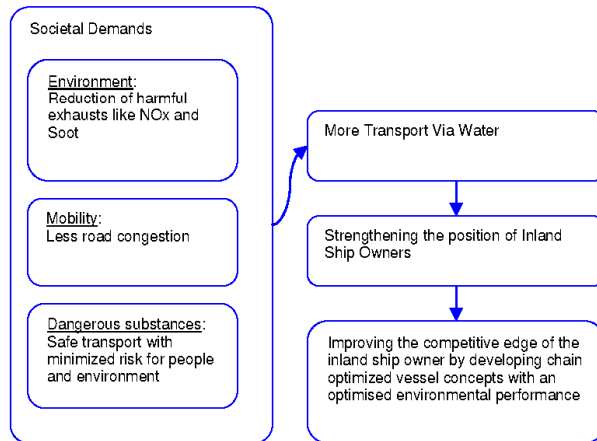 Societal Demands
Environment:
Reduction of harmful
exhausts like NOx and
Soot
Mobility:
Less road congestion
Dangerous substances:
Safe transport with
minimized risk for people
and environment
More Transport Via Water
Strengthening the position of Inland
Ship Owners
Improving the competitive edge of the
inland ship owner by developing chain
optimized vessel concepts with an
optimised environmental performance